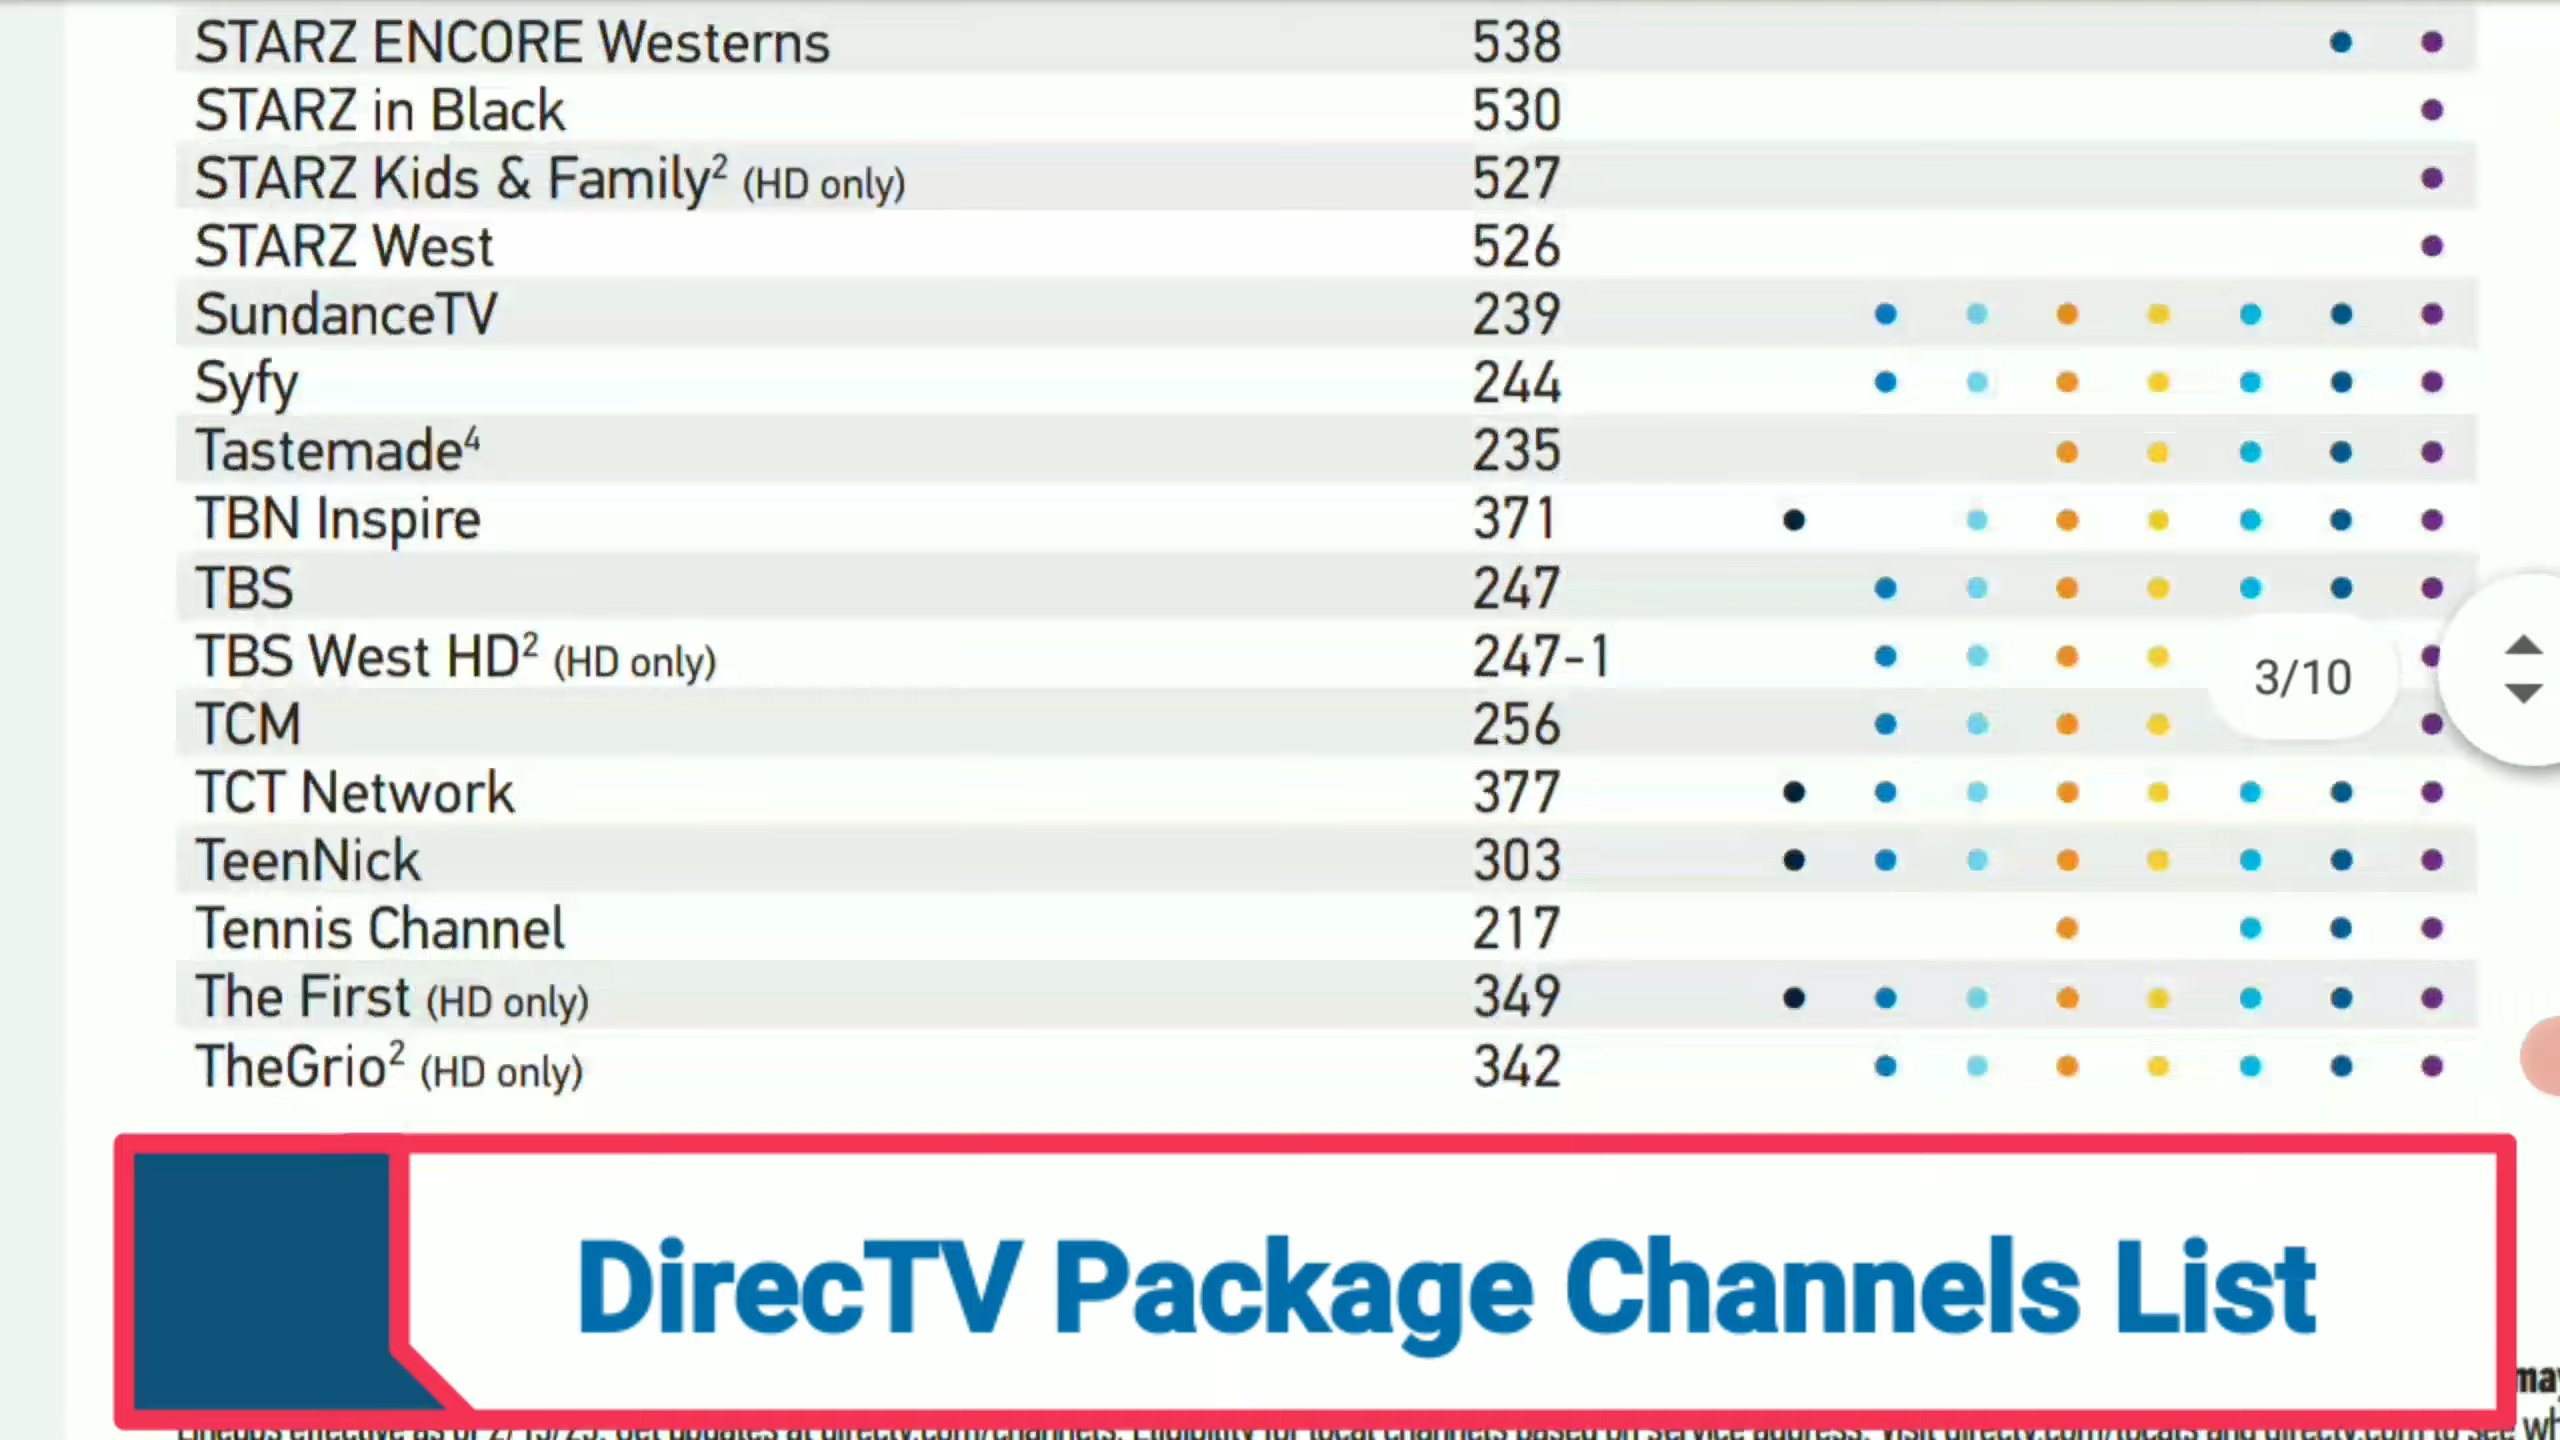 STARZ ENCORE Westerns 538
STARZ in Black 530
STARZ Kids & Family² (HD only) 527
STARZ West 526
SundanceTV 239
Syfy 244
Tastemade⁴ 235
TBN Inspire 371
TBS 247
TBS West HD² (HD only) 247-1
3/10
TCM 256
TCT Network 377
TeenNick 303
Tennis Channel 217
The First (HD only) 349
TheGrio² (HD only) 342
DirecTV Package Channels List
may